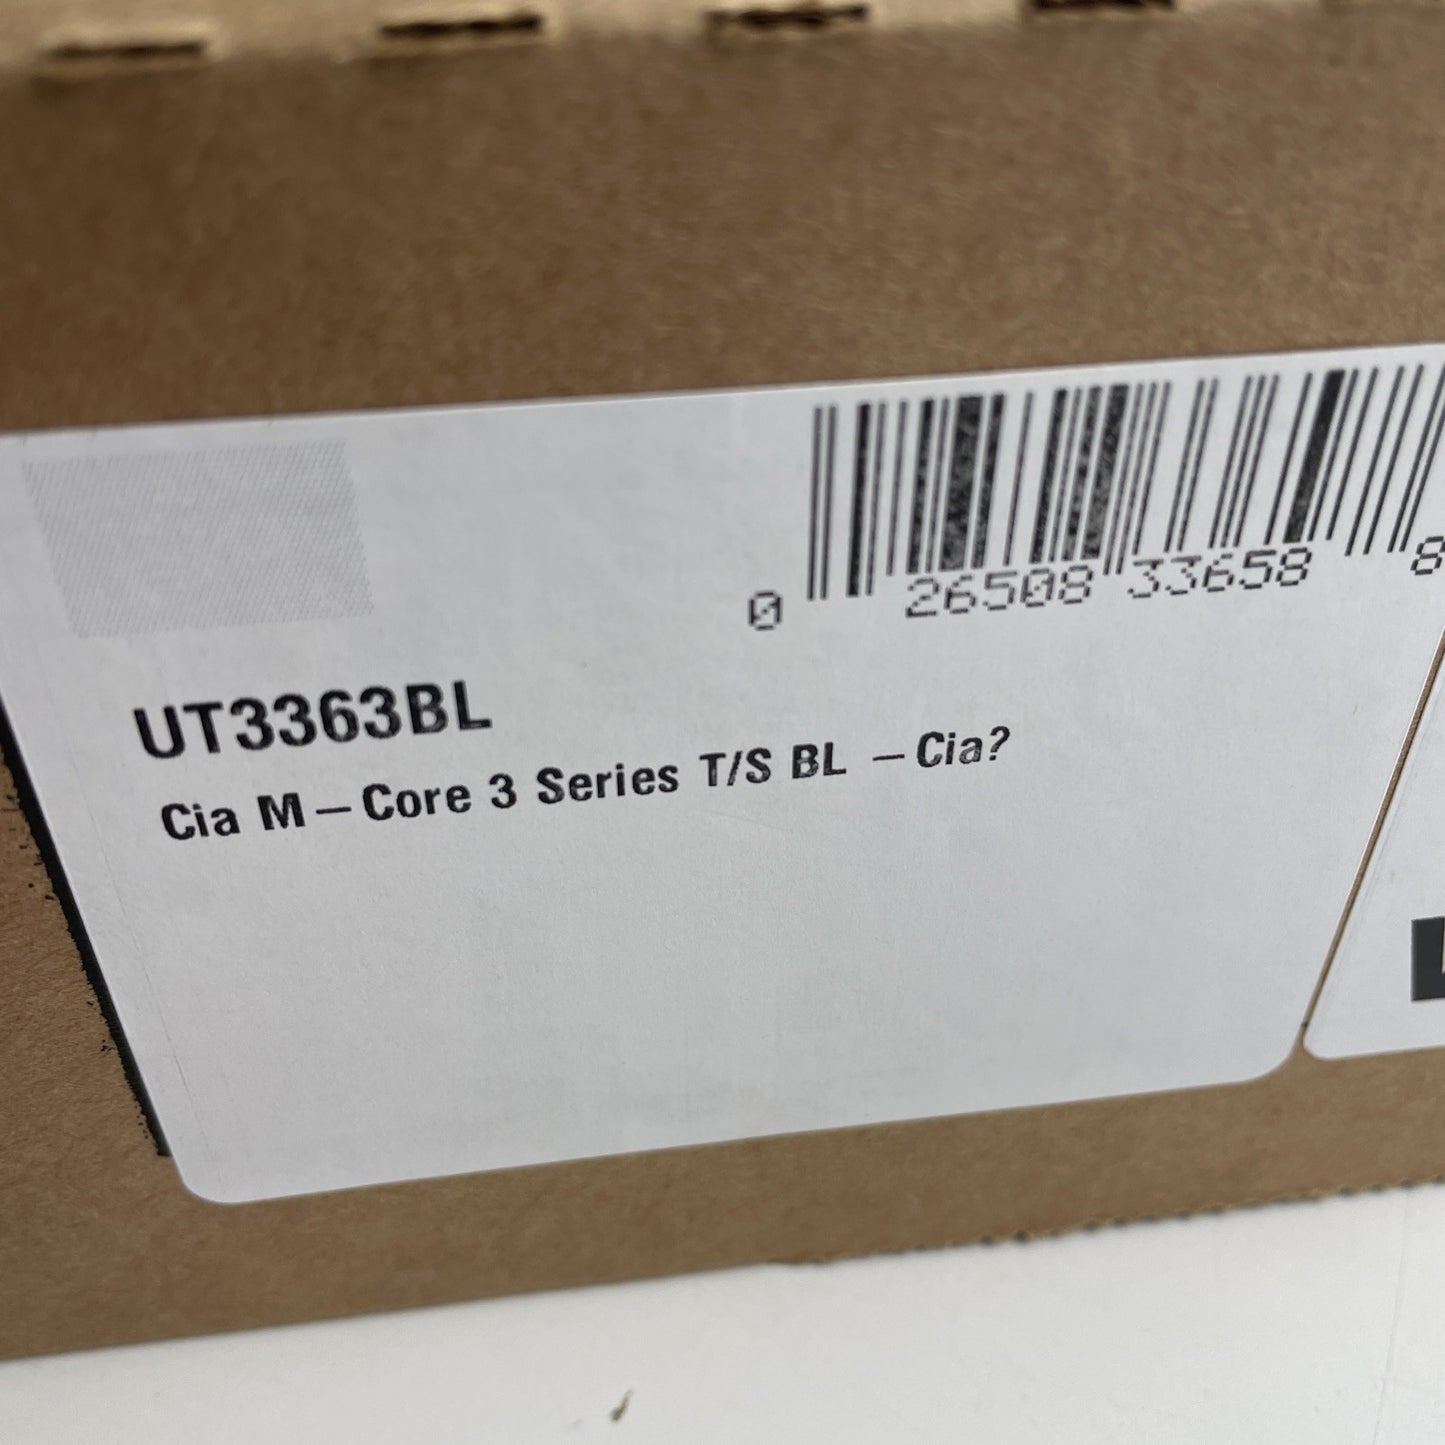 0 26508 33658 8
UT3363BL
Cia M-Core 3 Series T/S BL -Cia?